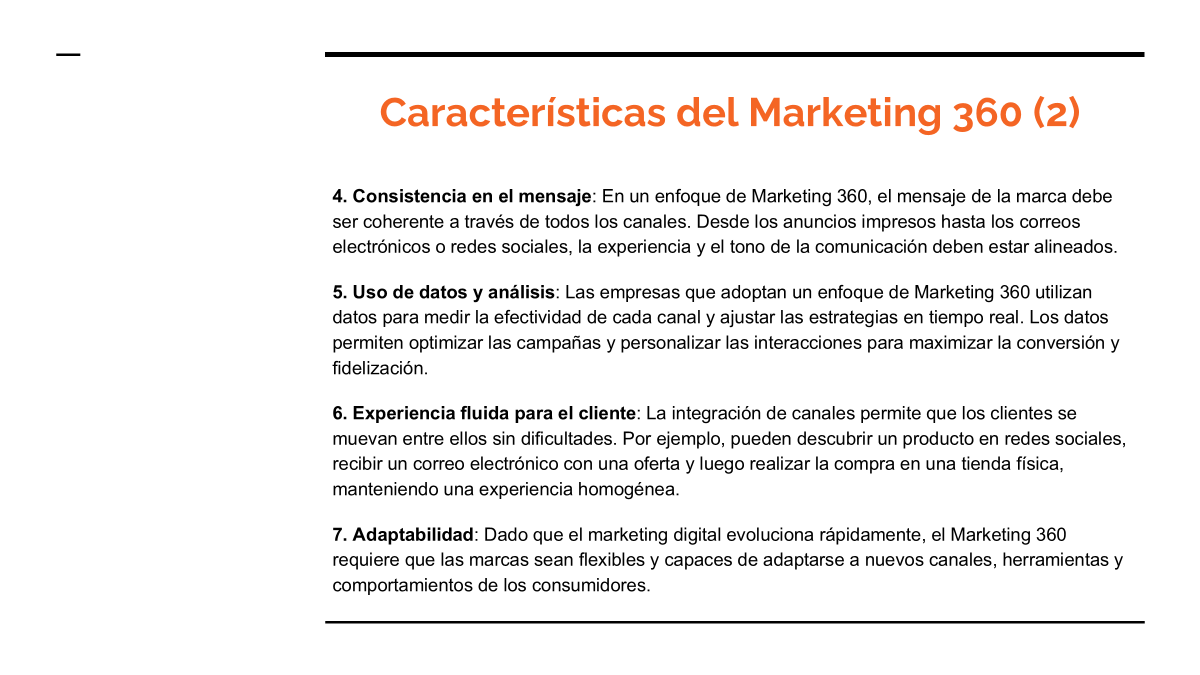 Características del Marketing 360 (2)
4. Consistencia en el mensaje: En un enfoque de Marketing 360, el mensaje de la marca debe
ser coherente a través de todos los canales. Desde los anuncios impresos hasta los correos
electrónicos o redes sociales, la experiencia y el tono de la comunicación deben estar alineados.
5. Uso de datos y análisis: Las empresas que adoptan un enfoque de Marketing 360 utilizan
datos para medir la efectividad de cada canal y ajustar las estrategias en tiempo real. Los datos
permiten optimizar las campañas y personalizar las interacciones para maximizar la conversión y
fidelización.
6. Experiencia fluida para el cliente: La integración de canales permite que los clientes se
muevan entre ellos sin dificultades. Por ejemplo, pueden descubrir un producto en redes sociales,
recibir un correo electrónico con una oferta y luego realizar la compra en una tienda física,
manteniendo una experiencia homogénea.
7. Adaptabilidad: Dado que el marketing digital evoluciona rápidamente, el Marketing 360
requiere que las marcas sean flexibles y capaces de adaptarse a nuevos canales, herramientas y
comportamientos de los consumidores.